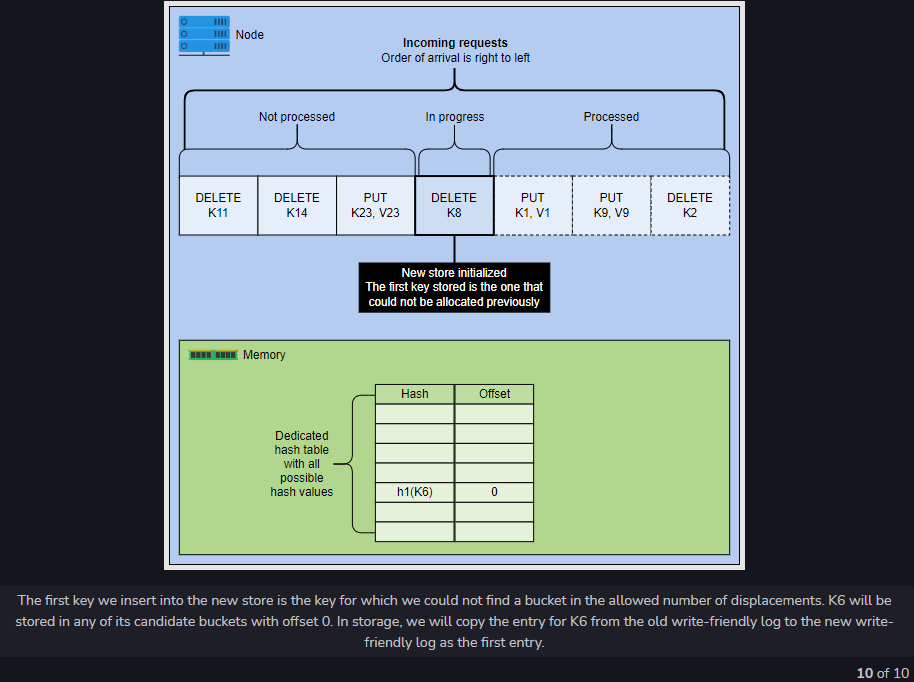 Node
Incoming requests
Order of arrival is right to left
Not processed
In progress
Processed
DELETE
K11
DELETE
K14
PUT
K23, V23
DELETE
K8
PUT
K1, V1
PUT
K9, V9
DELETE
K2
New store initialized
The first key stored is the one that
could not be allocated previously
Memory
Hash
Offset
Dedicated
hash table
with all
possible
hash values
h1(K6)
0
The first key we insert into the new store is the key for which we could not find a bucket in the allowed number of displacements. K6 will be
stored in any of its candidate buckets with offset 0. In storage, we will copy the entry for K6 from the old write-friendly log to the new write-
friendly log as the first entry.
10 of 10